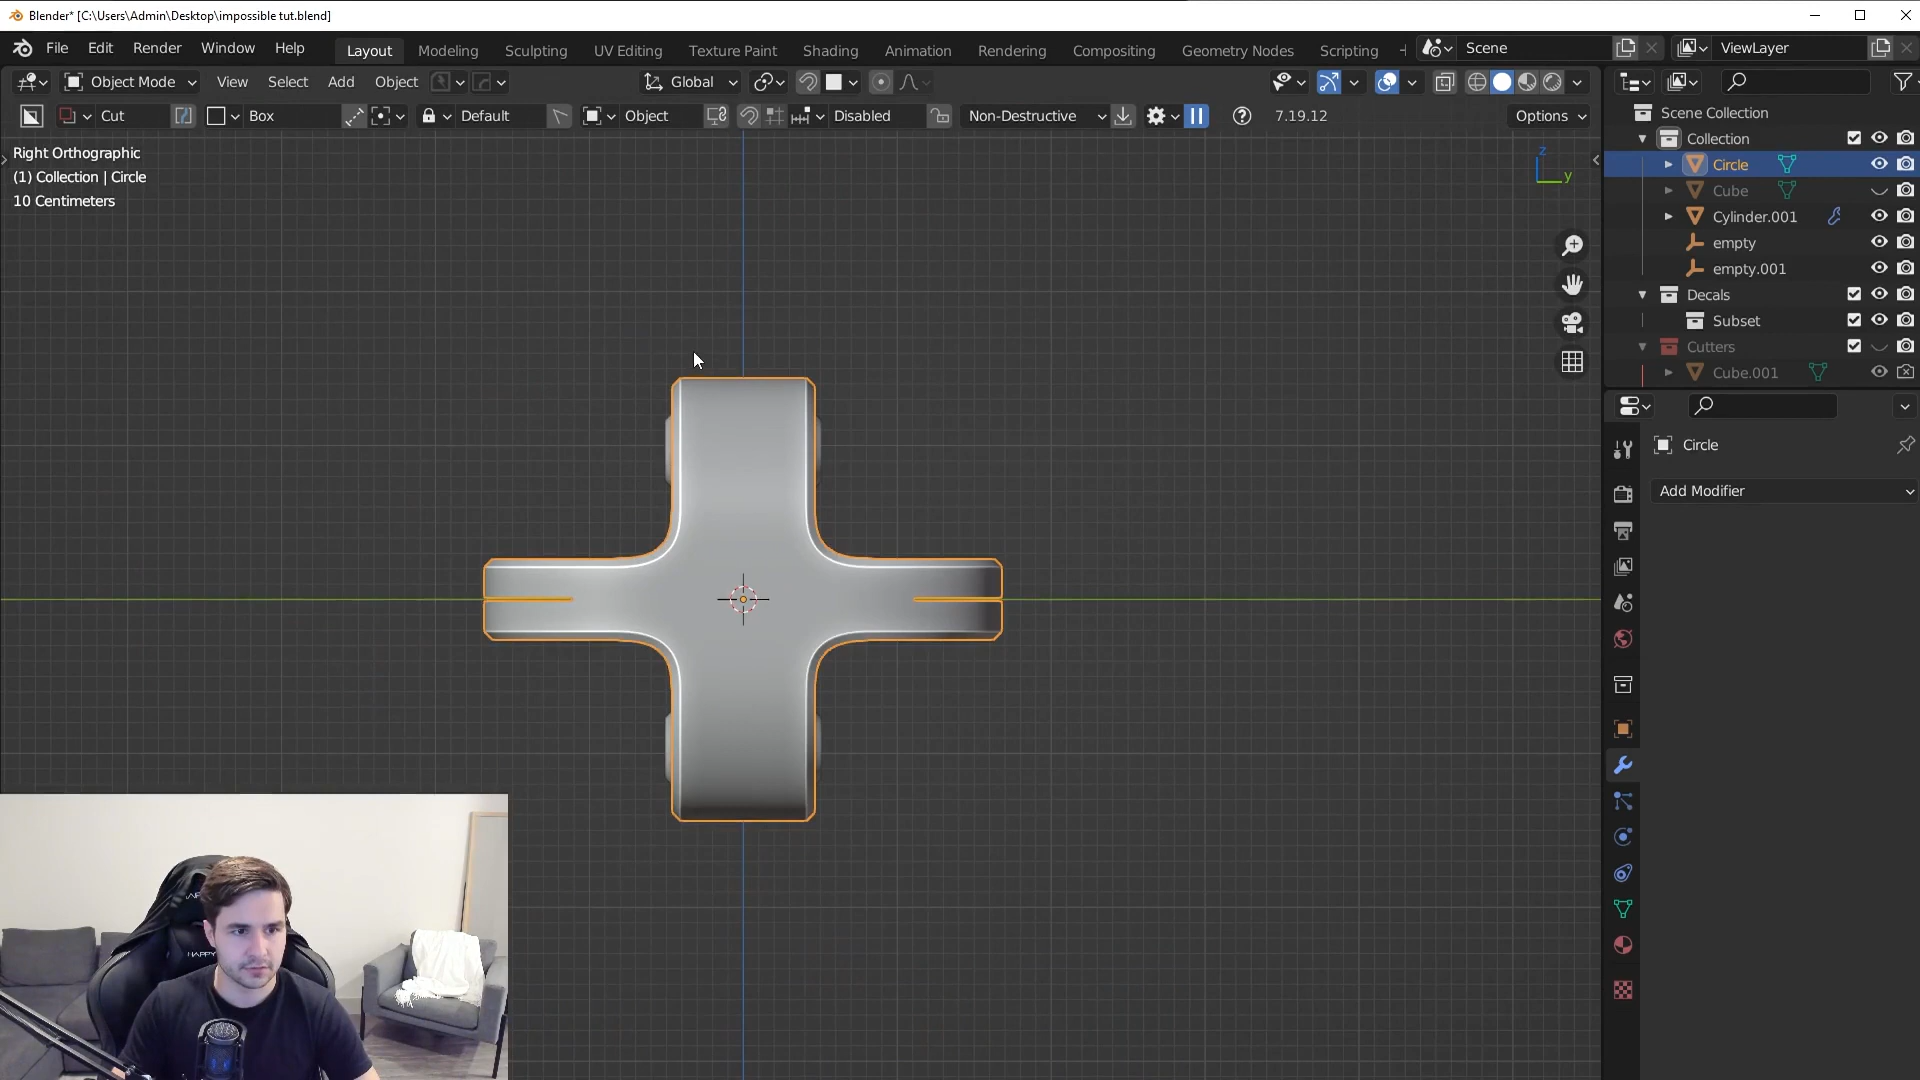 Blender* [C:\Users\Admin\Desktop\impossible tut.blend]
File Edit Render Window Help Layout Modeling Sculpting UV Editing Texture Paint Shading Animation Rendering Compositing Geometry Nodes Scripting Scene ViewLayer
Object Mode View Select Add Object Global
Cut Box Default Object Disabled Non-Destructive 7.19.12 Options
Right Orthographic
(1) Collection | Circle
10 Centimeters
z
y
Scene Collection
Collection
Circle
Cube
Cylinder.001
empty
empty.001
Decals
Subset
Cutters
Cube.001
Circle
Add Modifier
HAPPY